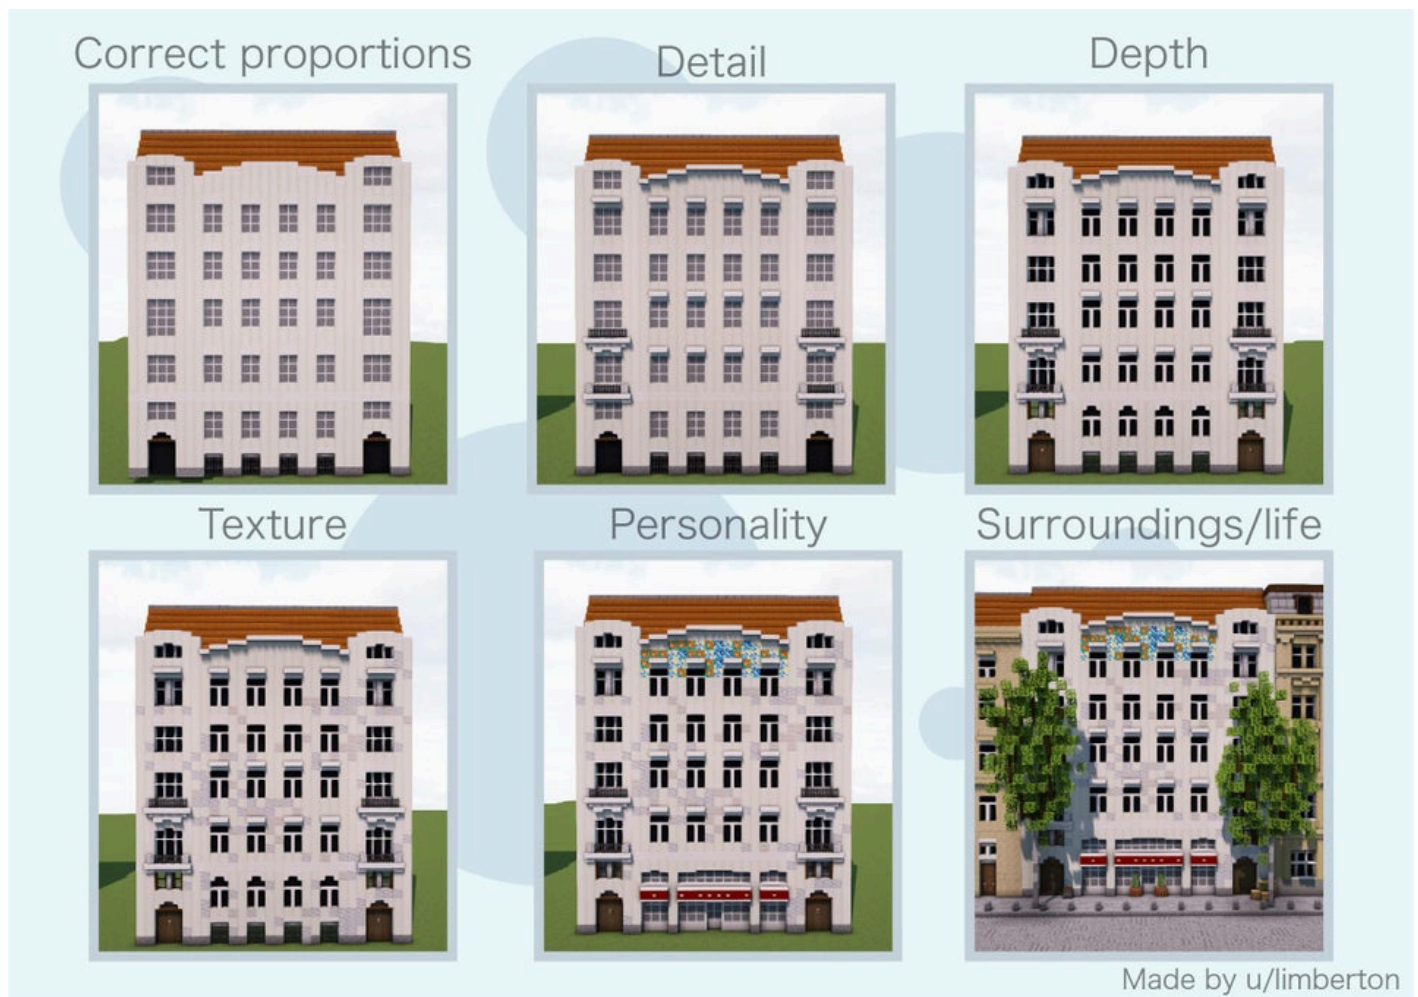 Correct proportions
Detail
Depth
Texture
Personality
Surroundings/life
Made by u/limberton